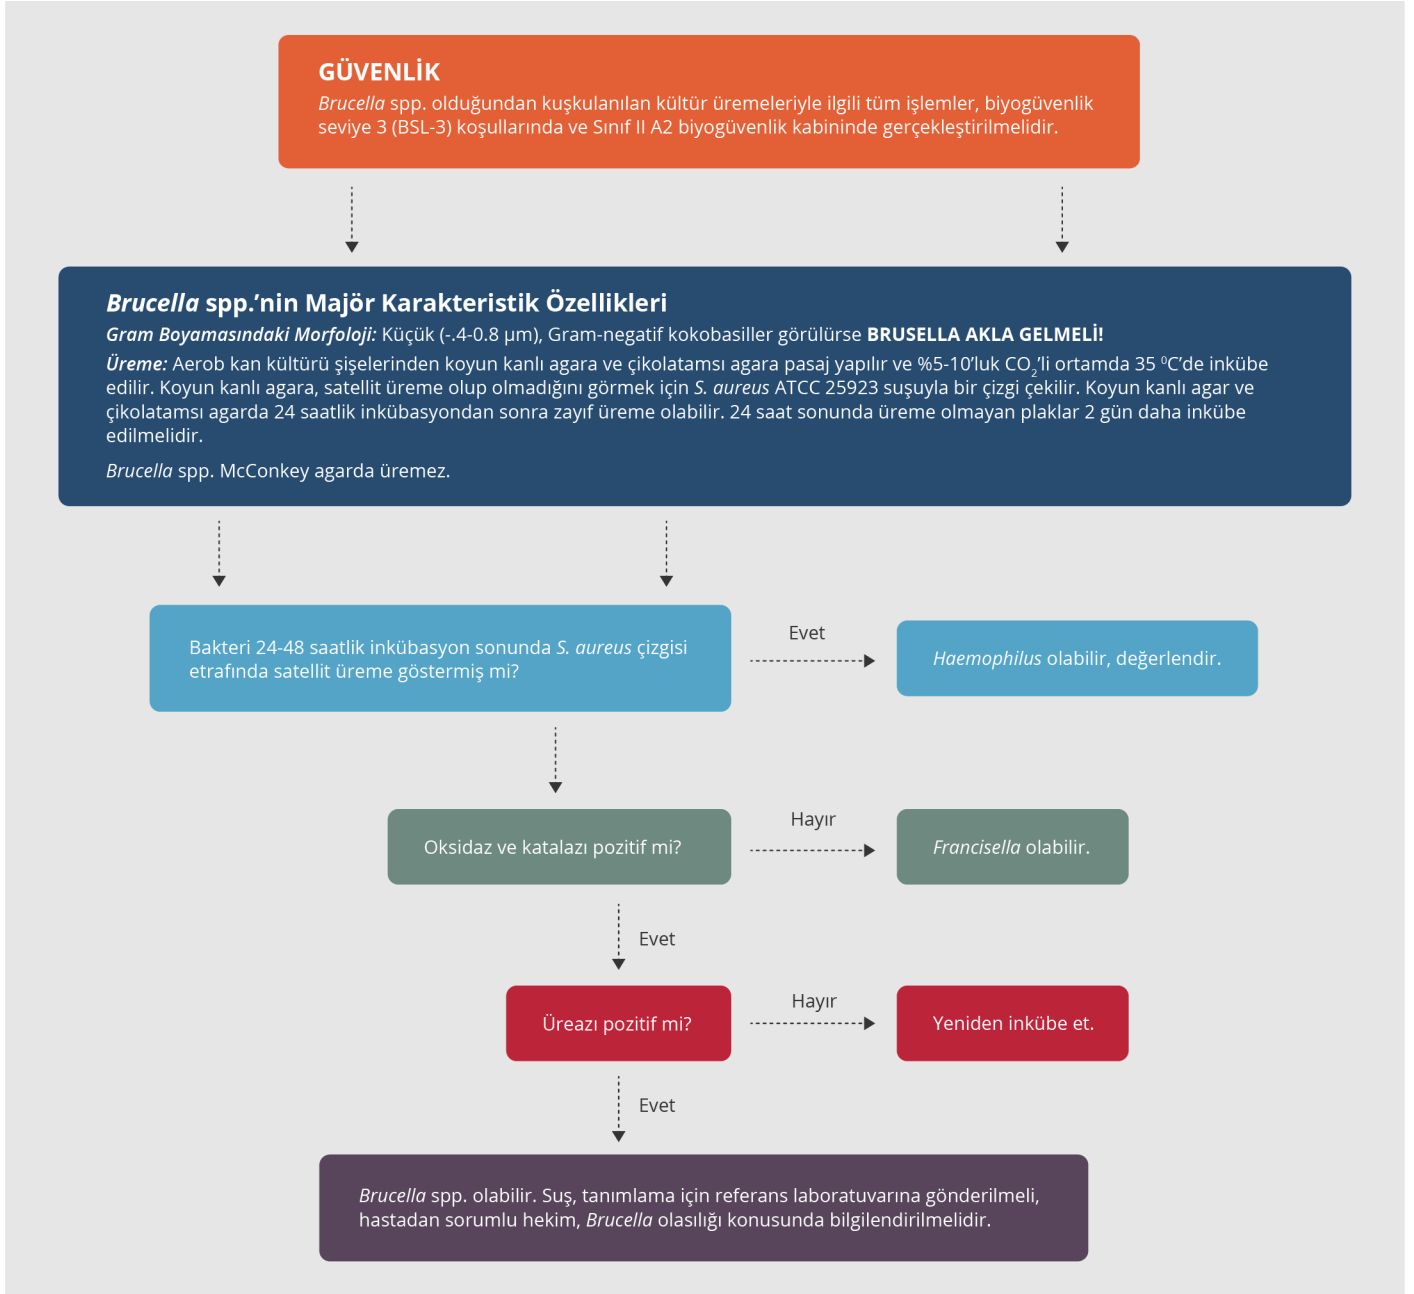 GÜVENLİK
Brucella spp. olduğundan kuşkulanılan kültür üremeleriyle ilgili tüm işlemler, biyogüvenlik
seviye 3 (BSL-3) koşullarında ve Sınıf II A2 biyogüvenlik kabininde gerçekleştirilmelidir.
Brucella spp.’nin Majör Karakteristik Özellikleri
Gram Boyamasındaki Morfoloji: Küçük (-.4-0.8 µm), Gram-negatif kokobasiller görülürse BRUSELLA AKLA GELMELİ!
Üreme: Aerob kan kültürü şişelerinden koyun kanlı agara ve çikolatamsı agara pasaj yapılır ve %5-10’luk CO₂’li ortamda 35 ⁰C’de inkübe
edilir. Koyun kanlı agara, satellit üreme olup olmadığını görmek için S. aureus ATCC 25923 suşuyla bir çizgi çekilir. Koyun kanlı agar ve
çikolatamsı agarda 24 saatlik inkübasyondan sonra zayıf üreme olabilir. 24 saat sonunda üreme olmayan plaklar 2 gün daha inkübe
edilmelidir.
Brucella spp. McConkey agarda üremez.
Bakteri 24-48 saatlik inkübasyon sonunda S. aureus çizgisi
etrafında satellit üreme göstermiş mi?
Evet
Haemophilus olabilir, değerlendir.
Oksidaz ve katalazı pozitif mi?
Hayır
Francisella olabilir.
Evet
Üreazı pozitif mi?
Hayır
Yeniden inkübe et.
Evet
Brucella spp. olabilir. Suş, tanımlama için referans laboratuvarına gönderilmeli,
hastadan sorumlu hekim, Brucella olasılığı konusunda bilgilendirilmelidir.